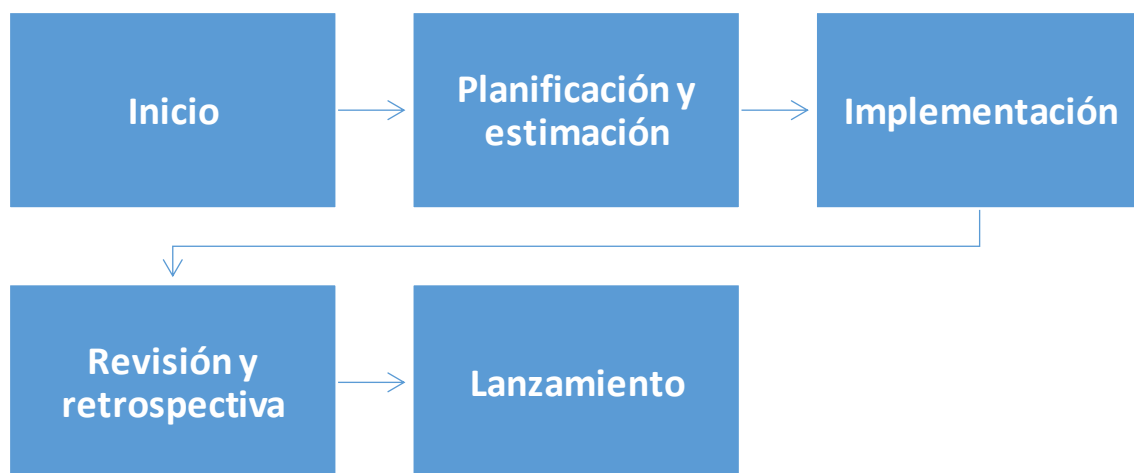 Inicio
Planificación y
estimación
Implementación
Revisión y
retrospectiva
Lanzamiento